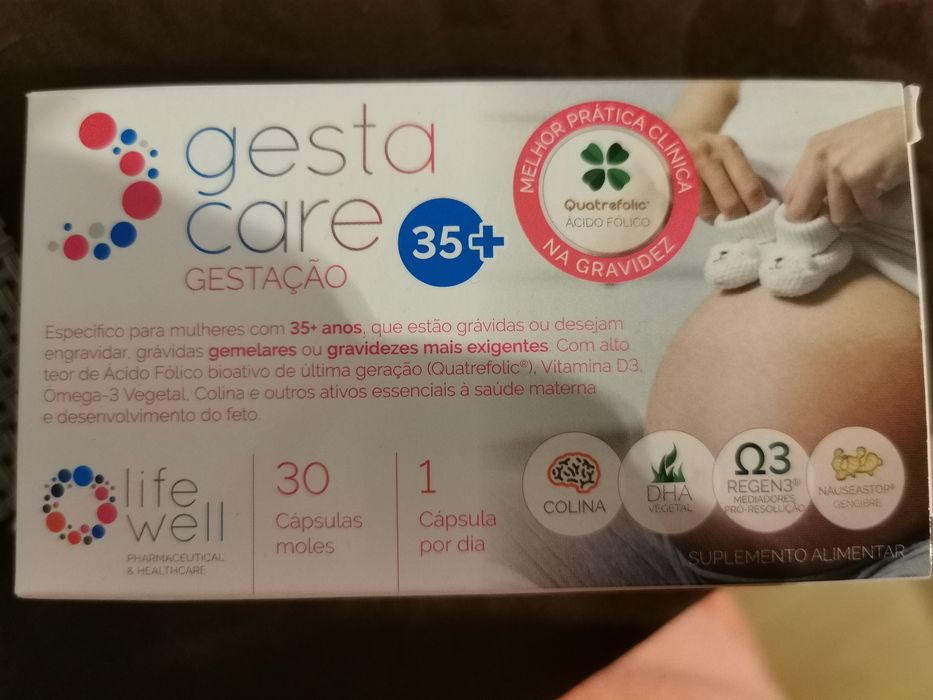 gesta
care
35+
GESTAÇÃO
MELHOR PRÁTICA CLÍNICA
Quatrefolic™
ÁCIDO FÓLICO
NA GRAVIDEZ
Específico para mulheres com 35+ anos, que estão grávidas ou desejam
engravidar, grávidas gemelares ou gravidezes mais exigentes. Com alto
teor de Ácido Fólico bioativo de última geração (Quatrefolic®), Vitamina D3,
Ómega-3 Vegetal, Colina e outros ativos essenciais à saúde materna
e desenvolvimento do feto.
life
well
PHARMACEUTICAL
& HEALTHCARE
30
Cápsulas
moles
1
Cápsula
por dia
COLINA
DHA
VEGETAL
Ω3
REGEN3®
MEDIADORES
PRÓ-RESOLUÇÃO
NAUSEASTOP®
GENGIBRE
SUPLEMENTO ALIMENTAR